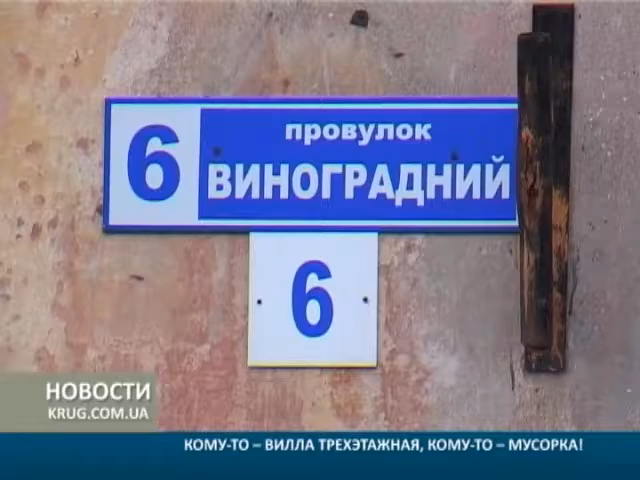 6
провулок
ВИНОГРАДНИЙ
6
НОВОСТИ
KRUG.COM.UA
КОМУ-ТО – ВИЛЛА ТРЕХЭТАЖНАЯ, КОМУ-ТО – МУСОРКА!